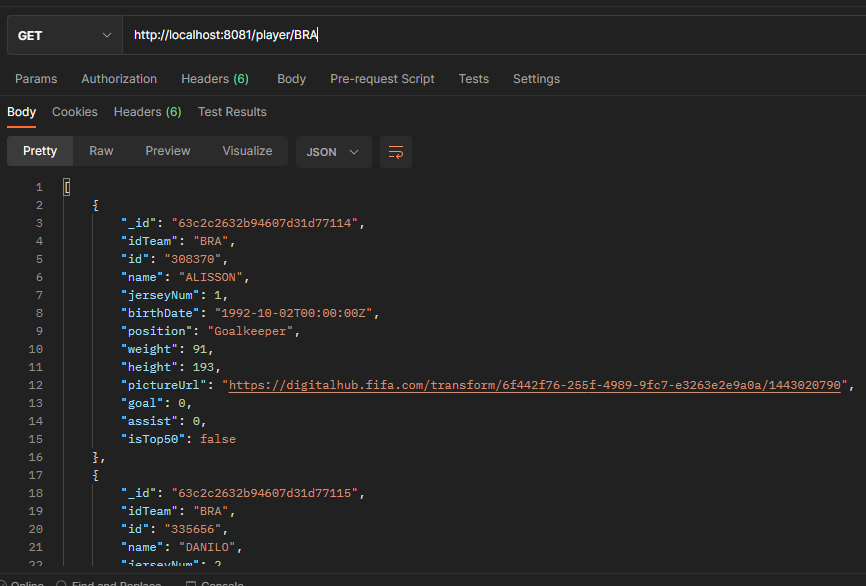 GET http://localhost:8081/player/BRA
Params Authorization Headers (6) Body Pre-request Script Tests Settings
Body Cookies Headers (6) Test Results
Pretty Raw Preview Visualize JSON
1 [
2 {
3 "_id": "63c2c2632b94607d31d77114",
4 "idTeam": "BRA",
5 "id": "308370",
6 "name": "ALISSON",
7 "jerseyNum": 1,
8 "birthDate": "1992-10-02T00:00:00Z",
9 "position": "Goalkeeper",
10 "weight": 91,
11 "height": 193,
12 "pictureUrl": "https://digitalhub.fifa.com/transform/6f442f76-255f-4989-9fc7-e3263e2e9a0a/1443020790",
13 "goal": 0,
14 "assist": 0,
15 "isTop50": false
16 },
17 {
18 "_id": "63c2c2632b94607d31d77115",
19 "idTeam": "BRA",
20 "id": "335656",
21 "name": "DANILO",
22 "jerseyNum": 2,
Online Find and Replace Console